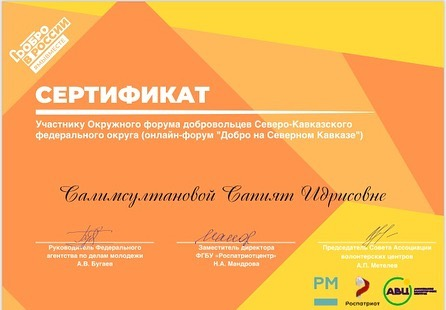 ДОБРО
В РОССИИ
СЕРТИФИКАТ
Участнику Окружного форума добровольцев Северо-Кавказского
федерального округа (онлайн-форум "Добро на Северном Кавказе")
Салимсултановой Сапият Идрисовне
Руководитель Федерального
агентства по делам молодежи
А.В. Бугаев
Заместитель директора
ФГБУ «Роспатриотцентр»
Н.А. Мандрова
Председатель Совета Ассоциации
волонтерских центров
А.П. Метелев
РМ
Роспатриот
АВЦ